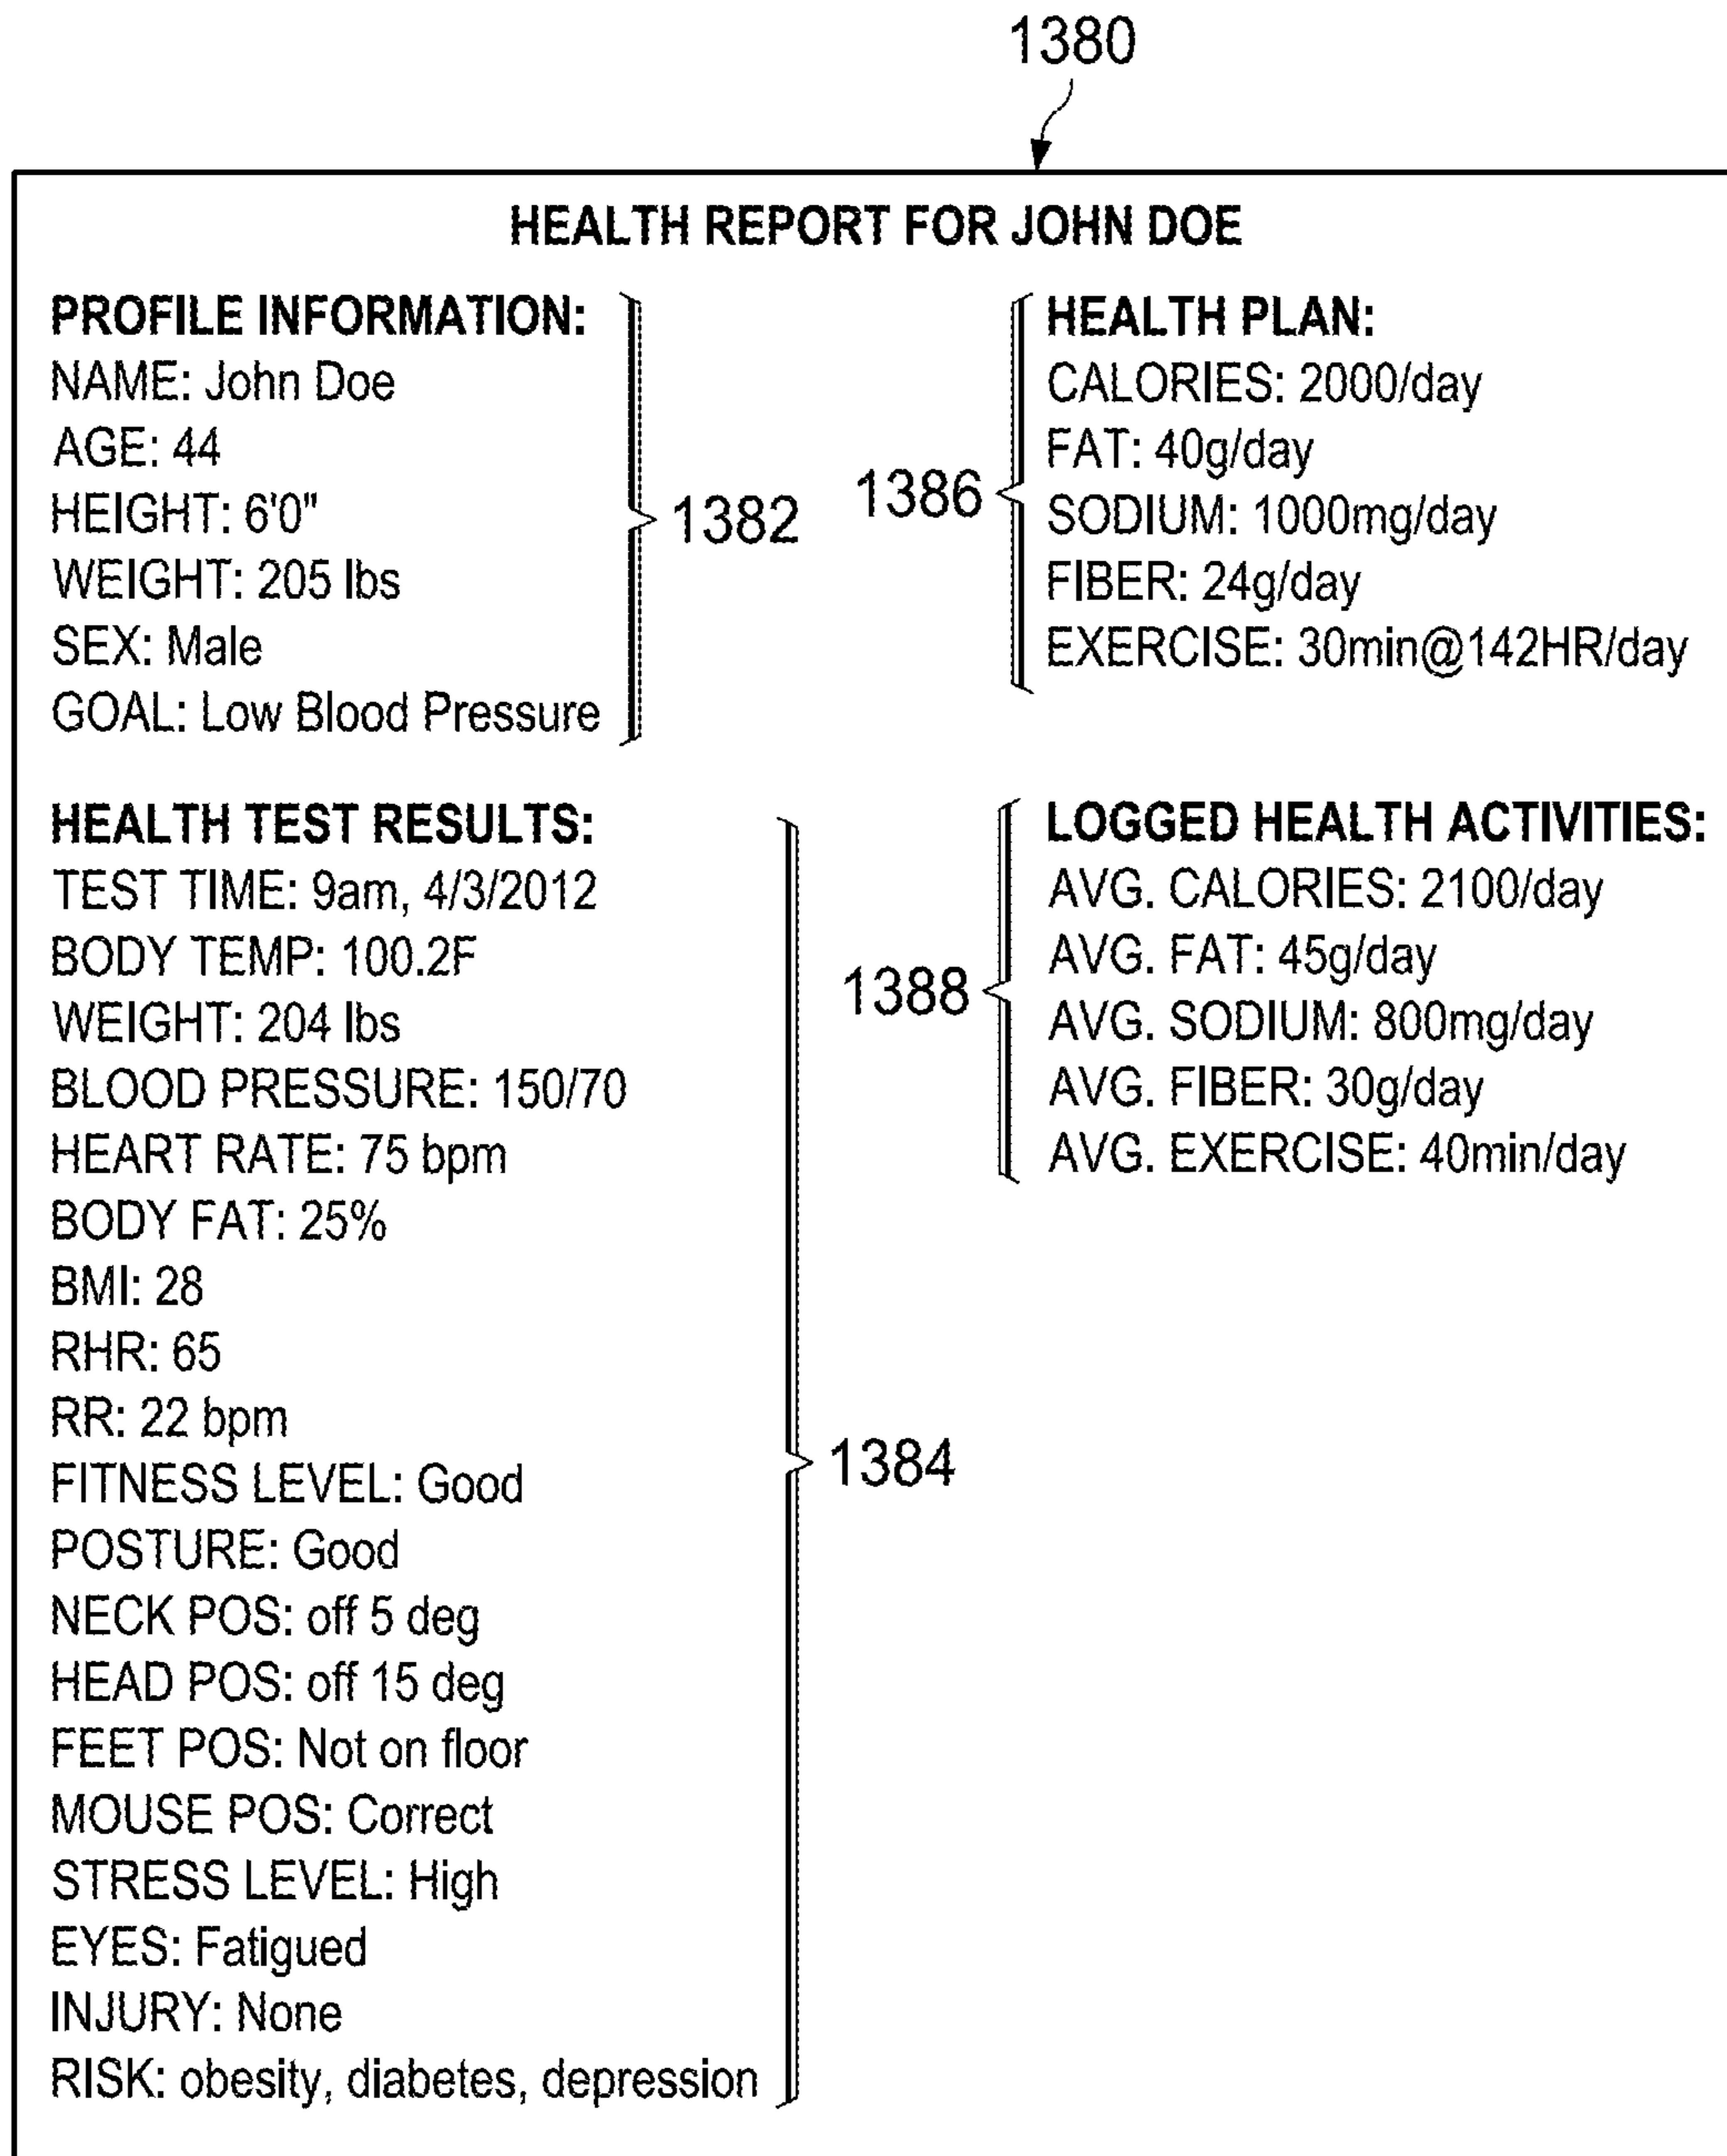 1380
HEALTH REPORT FOR JOHN DOE
PROFILE INFORMATION:
NAME: John Doe
AGE: 44
HEIGHT: 6'0"
WEIGHT: 205 lbs
SEX: Male
GOAL: Low Blood Pressure
1382
HEALTH PLAN:
CALORIES: 2000/day
FAT: 40g/day
SODIUM: 1000mg/day
FIBER: 24g/day
EXERCISE: 30min@142HR/day
1386
HEALTH TEST RESULTS:
TEST TIME: 9am, 4/3/2012
BODY TEMP: 100.2F
WEIGHT: 204 lbs
BLOOD PRESSURE: 150/70
HEART RATE: 75 bpm
BODY FAT: 25%
BMI: 28
RHR: 65
RR: 22 bpm
FITNESS LEVEL: Good
POSTURE: Good
NECK POS: off 5 deg
HEAD POS: off 15 deg
FEET POS: Not on floor
MOUSE POS: Correct
STRESS LEVEL: High
EYES: Fatigued
INJURY: None
RISK: obesity, diabetes, depression
1384
LOGGED HEALTH ACTIVITIES:
AVG. CALORIES: 2100/day
AVG. FAT: 45g/day
AVG. SODIUM: 800mg/day
AVG. FIBER: 30g/day
AVG. EXERCISE: 40min/day
1388